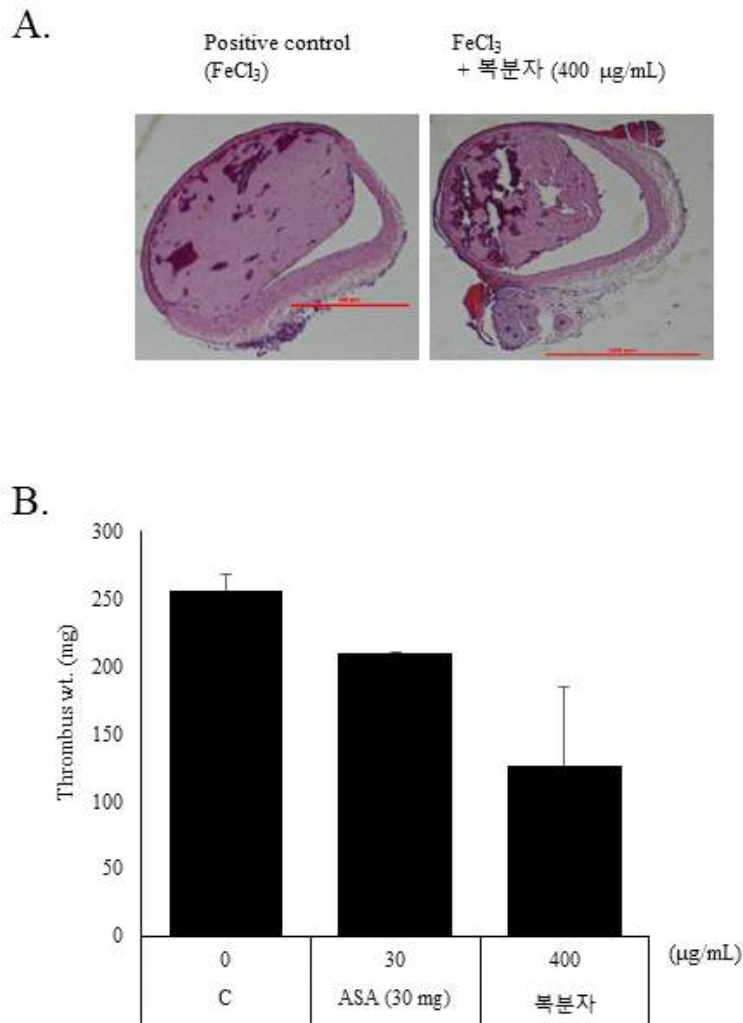 A.
Positive control
(FeCl₃)
FeCl₃
+ 복분자 (400 μg/mL)
B.
Thrombus wt. (mg)
300
250
200
150
100
50
0
0 30 400 (μg/mL)
C ASA (30 mg) 복분자